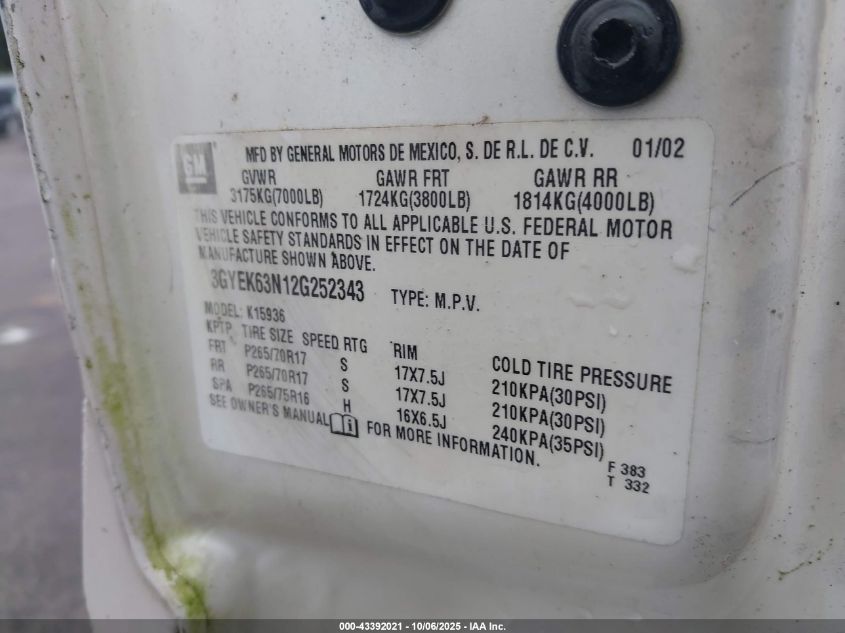 GM
MFD BY GENERAL MOTORS DE MEXICO, S. DE R.L. DE C.V. 01/02
GVWR GAWR FRT GAWR RR
3175KG(7000LB) 1724KG(3800LB) 1814KG(4000LB)
THIS VEHICLE CONFORMS TO ALL APPLICABLE U.S. FEDERAL MOTOR
VEHICLE SAFETY STANDARDS IN EFFECT ON THE DATE OF
MANUFACTURE SHOWN ABOVE.
3GYEK63N12G252343 TYPE: M.P.V.
MODEL: K15936
KPTP TIRE SIZE SPEED RTG RIM COLD TIRE PRESSURE
FRT P265/70R17 S 17X7.5J 210KPA(30PSI)
RR P265/70R17 S 17X7.5J 210KPA(30PSI)
SPA P265/75R16 H 16X6.5J 240KPA(35PSI)
SEE OWNER'S MANUAL FOR MORE INFORMATION.
F 383
T 332
000-43392021 | 10/06/2025 - IAA Inc.